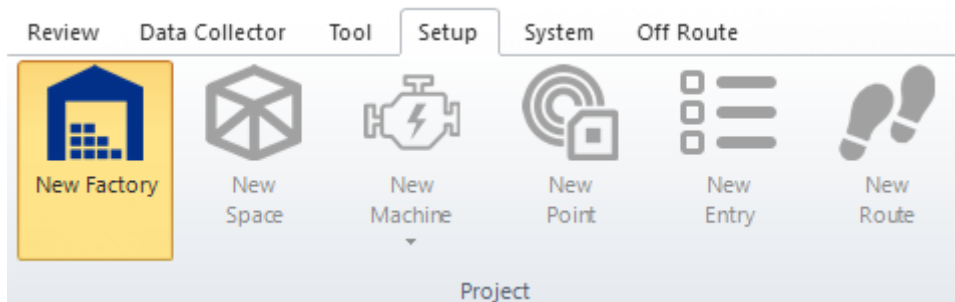 Review Data Collector Tool Setup System Off Route
New Factory New New New New New
Space Machine Point Entry Route
Project